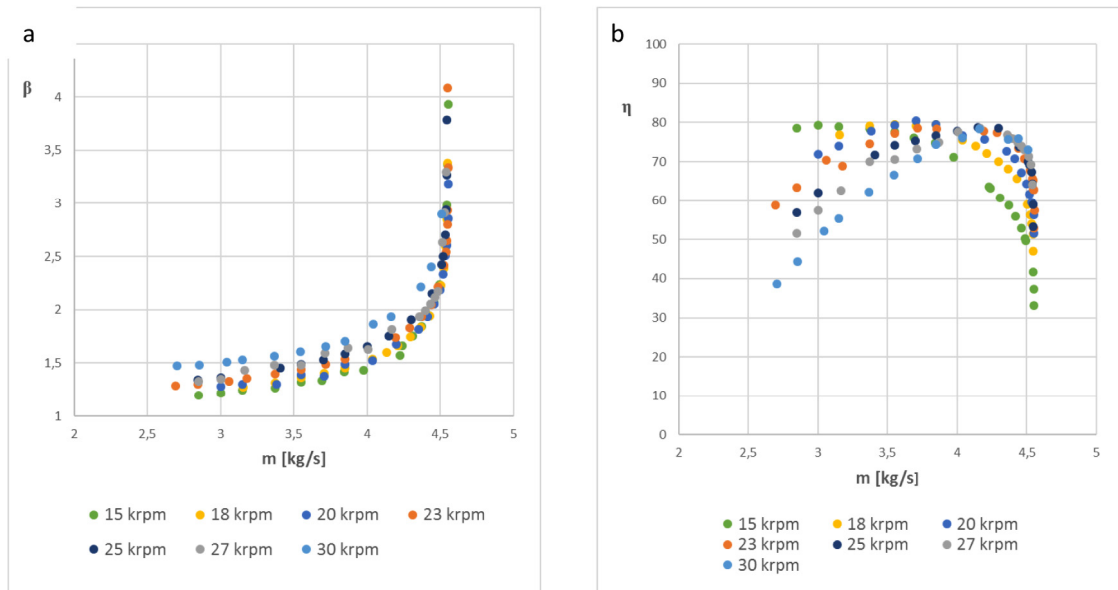 a
β
4
3,5
3
2,5
2
1,5
1
2 2,5 3 3,5 4 4,5 5
m [kg/s]
15 krpm 18 krpm 20 krpm 23 krpm
25 krpm 27 krpm 30 krpm
b
η
100
90
80
70
60
50
40
30
20
10
0
2 2,5 3 3,5 4 4,5 5
m [kg/s]
15 krpm 18 krpm 20 krpm
23 krpm 25 krpm 27 krpm
30 krpm